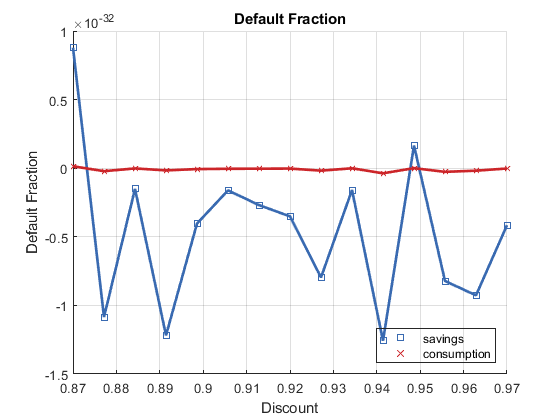 Default Fraction
×10^-32
1
0.5
0
-0.5
-1
-1.5
Default Fraction
0.87 0.88 0.89 0.9 0.91 0.92 0.93 0.94 0.95 0.96 0.97
Discount
savings
consumption